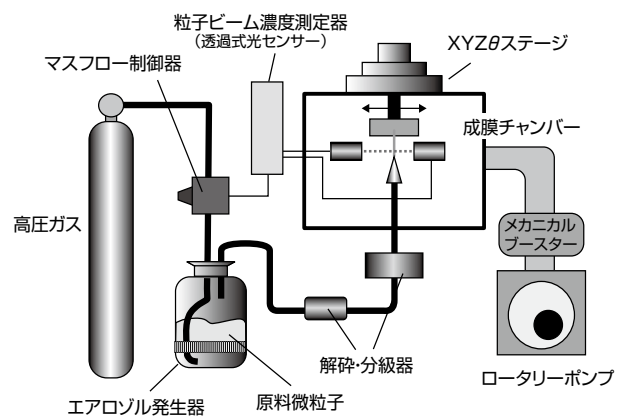 粒子ビーム濃度測定器
（透過式光センサー）
XYZθステージ
マスフロー制御器
成膜チャンバー
高圧ガス
メカニカル
ブースター
解砕・分級器
ロータリーポンプ
エアロゾル発生器
原料微粒子